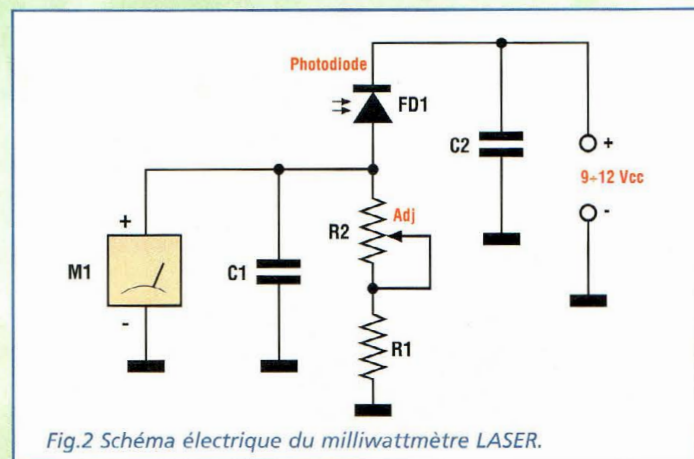 Photodiode
FD1
C2
+
9÷12 Vcc
-
+
M1
-
C1
R2
Adj
R1
Fig.2 Schéma électrique du milliwattmètre LASER.